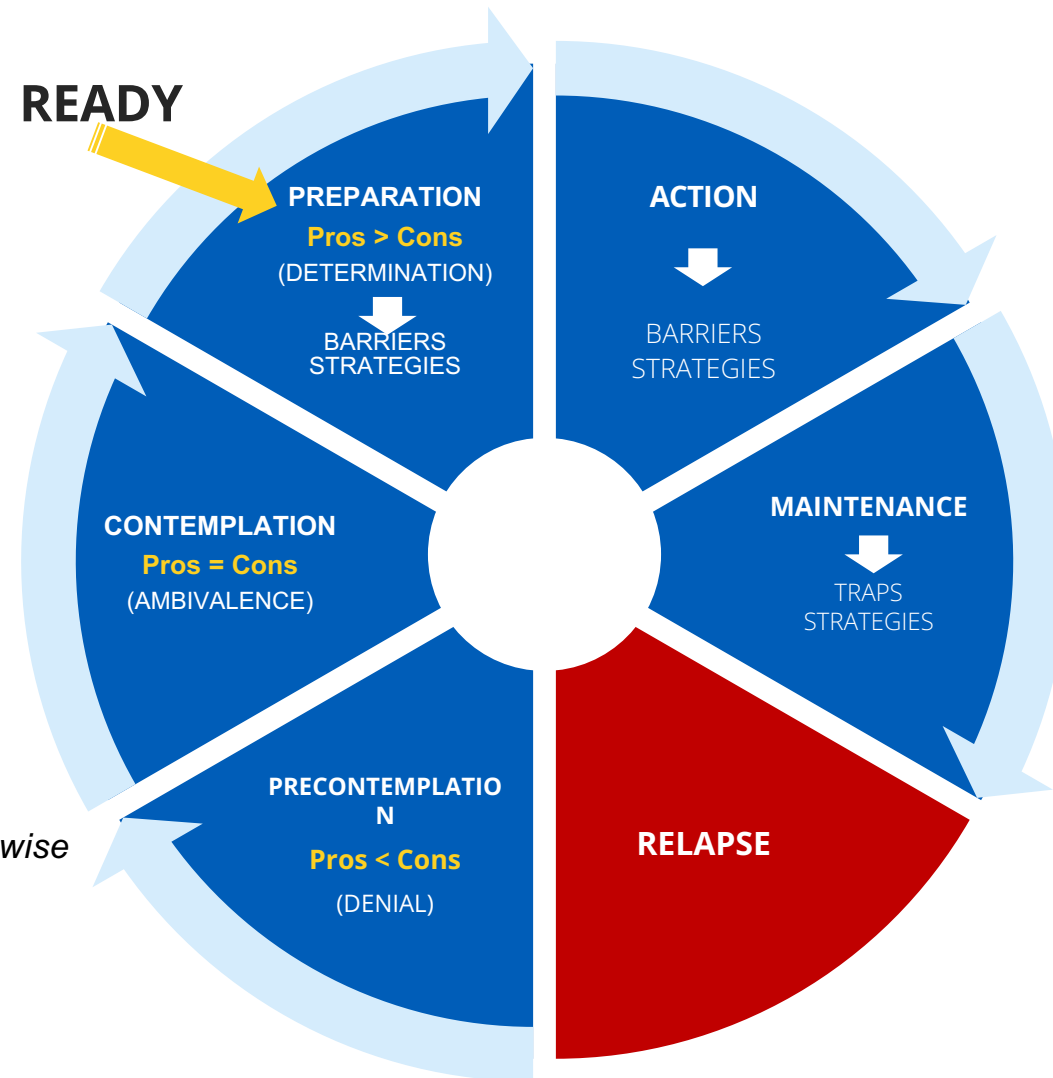 READY
PREPARATION
Pros > Cons
(DETERMINATION)
BARRIERS
STRATEGIES
ACTION
BARRIERS
STRATEGIES
CONTEMPLATION
Pros = Cons
(AMBIVALENCE)
MAINTENANCE
TRAPS
STRATEGIES
PRECONTEMPLATIO
N
Pros < Cons
(DENIAL)
RELAPSE
wise